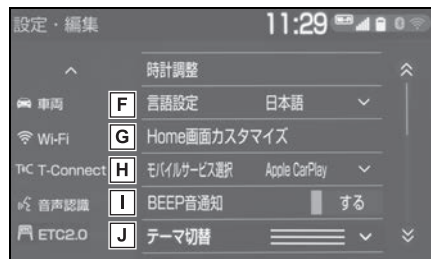 設定・編集 11:29 0
時計調整
車両 F 言語設定 日本語
Wi-Fi G Home画面カスタマイズ
T-Connect H モバイルサービス選択 Apple CarPlay
音声認識 I BEEP音通知 する
ETC2.0 J テーマ切替